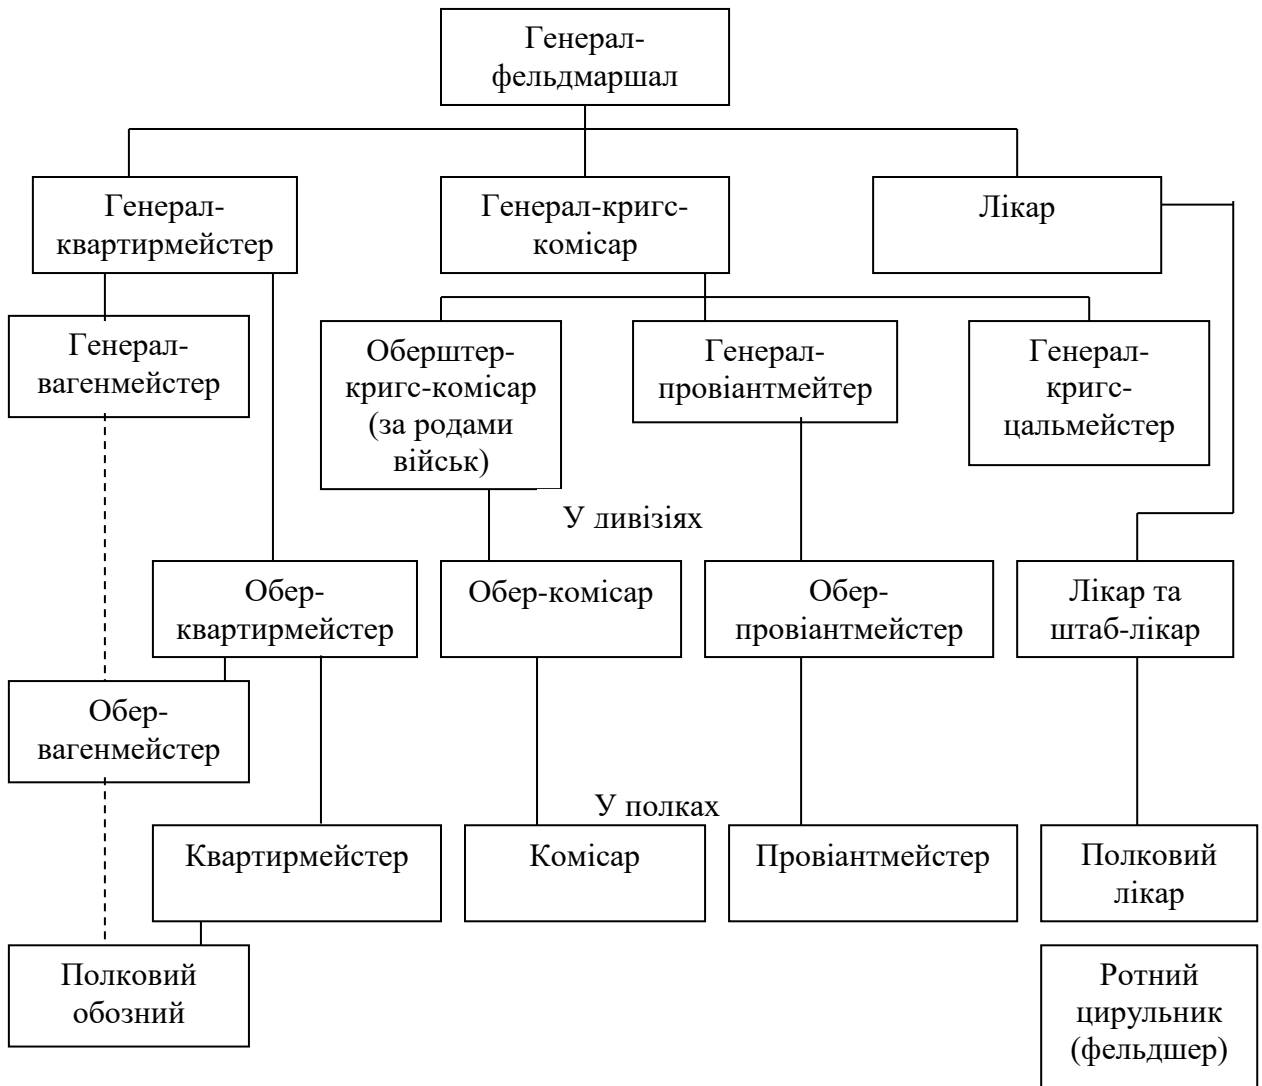 Генерал-
фельдмаршал
Генерал-
квартирмейстер
Генерал-кригс-
комісар
Лікар
Генерал-
вагенмейстер
Оберштер-
кригс-комісар
(за родами
військ)
Генерал-
провіантмейтер
Генерал-
кригс-
цальмейстер
У дивізіях
Обер-
квартирмейстер
Обер-комісар
Обер-
провіантмейстер
Лікар та
штаб-лікар
Обер-
вагенмейстер
У полках
Квартирмейстер
Комісар
Провіантмейстер
Полковий
лікар
Полковий
обозний
Ротний
цирульник
(фельдшер)